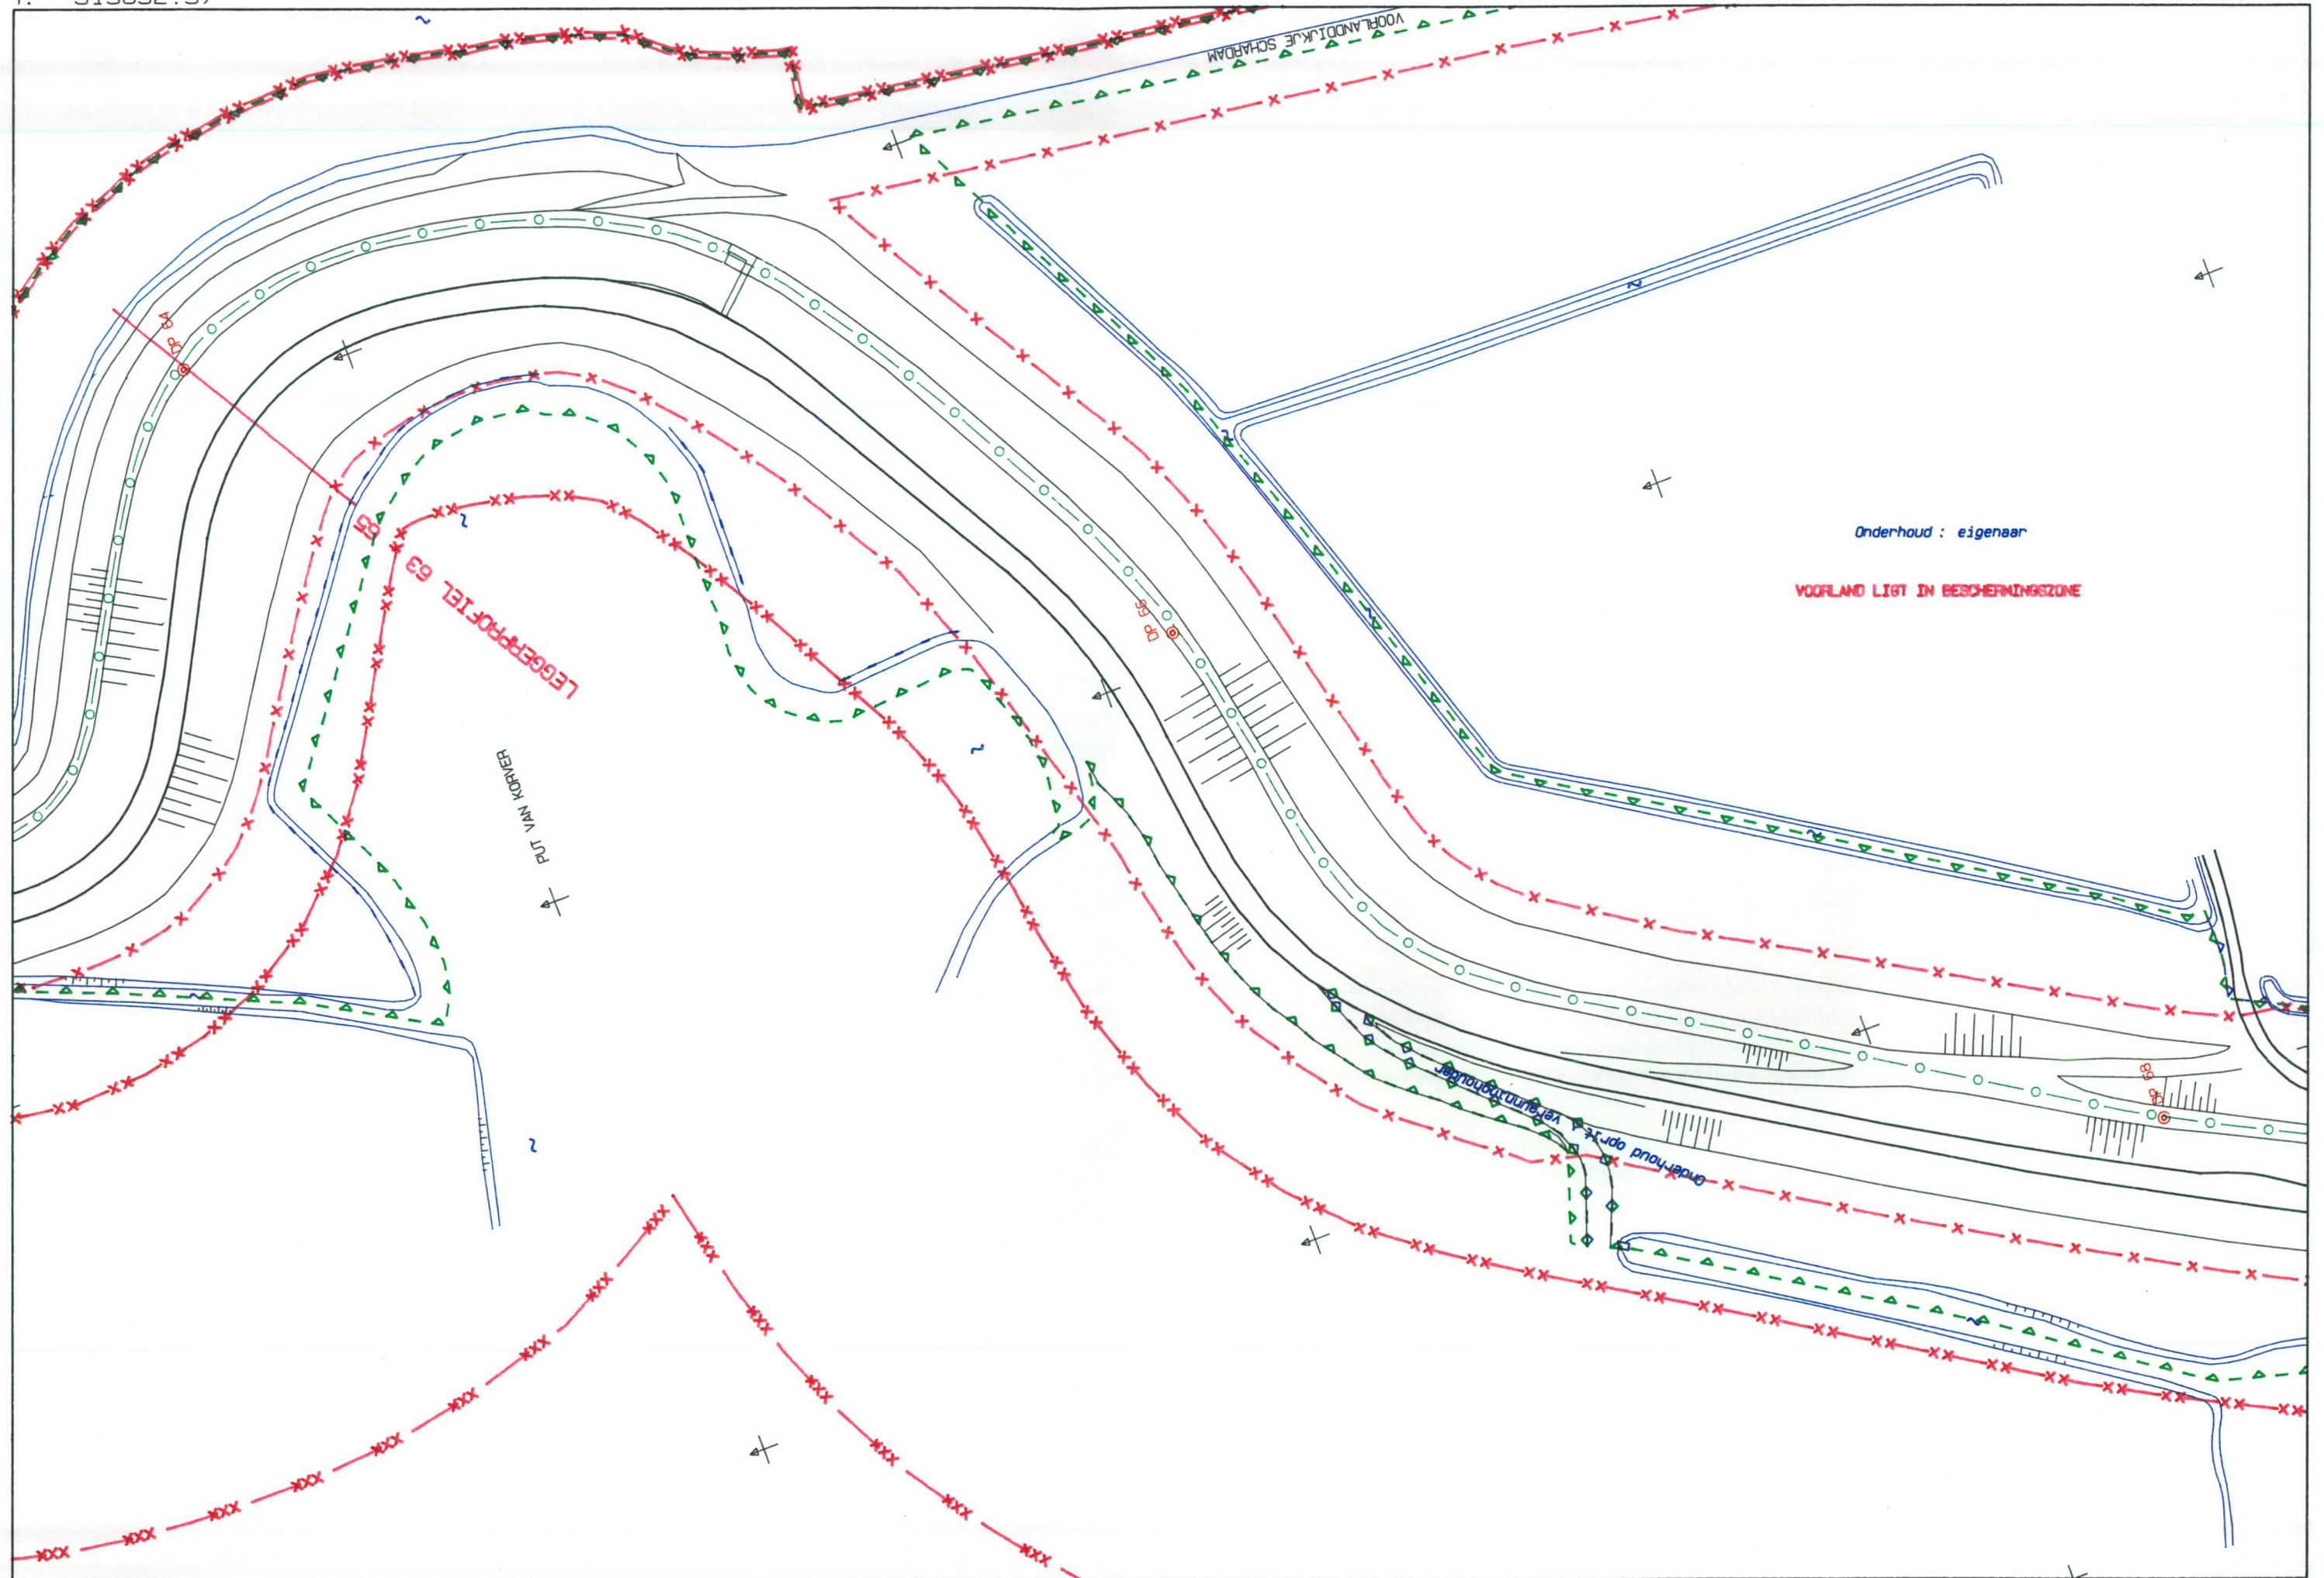 VOORLANDDIJKJE SCHARDAM
DP 64
Onderhoud : eigenaar
VOORLAND LIGT IN BESCHERMINGSZONE
65
LEGGERPROFIEL 63
DP 66
PUT VAN KORVER
DP 68
Onderhoud oprit : vergunninghouder